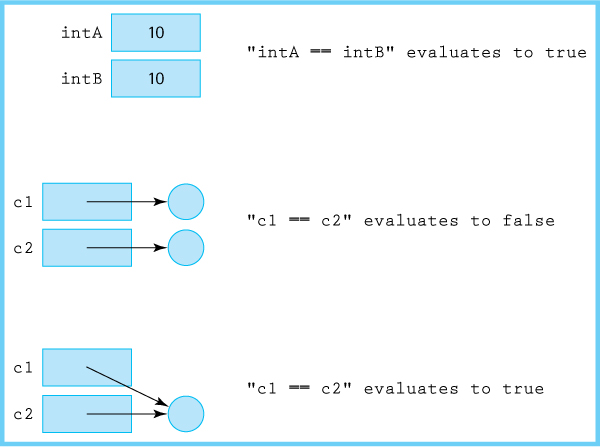 intA 10
"intA == intB" evaluates to true
intB 10
c1
"c1 == c2" evaluates to false
c2
c1
"c1 == c2" evaluates to true
c2